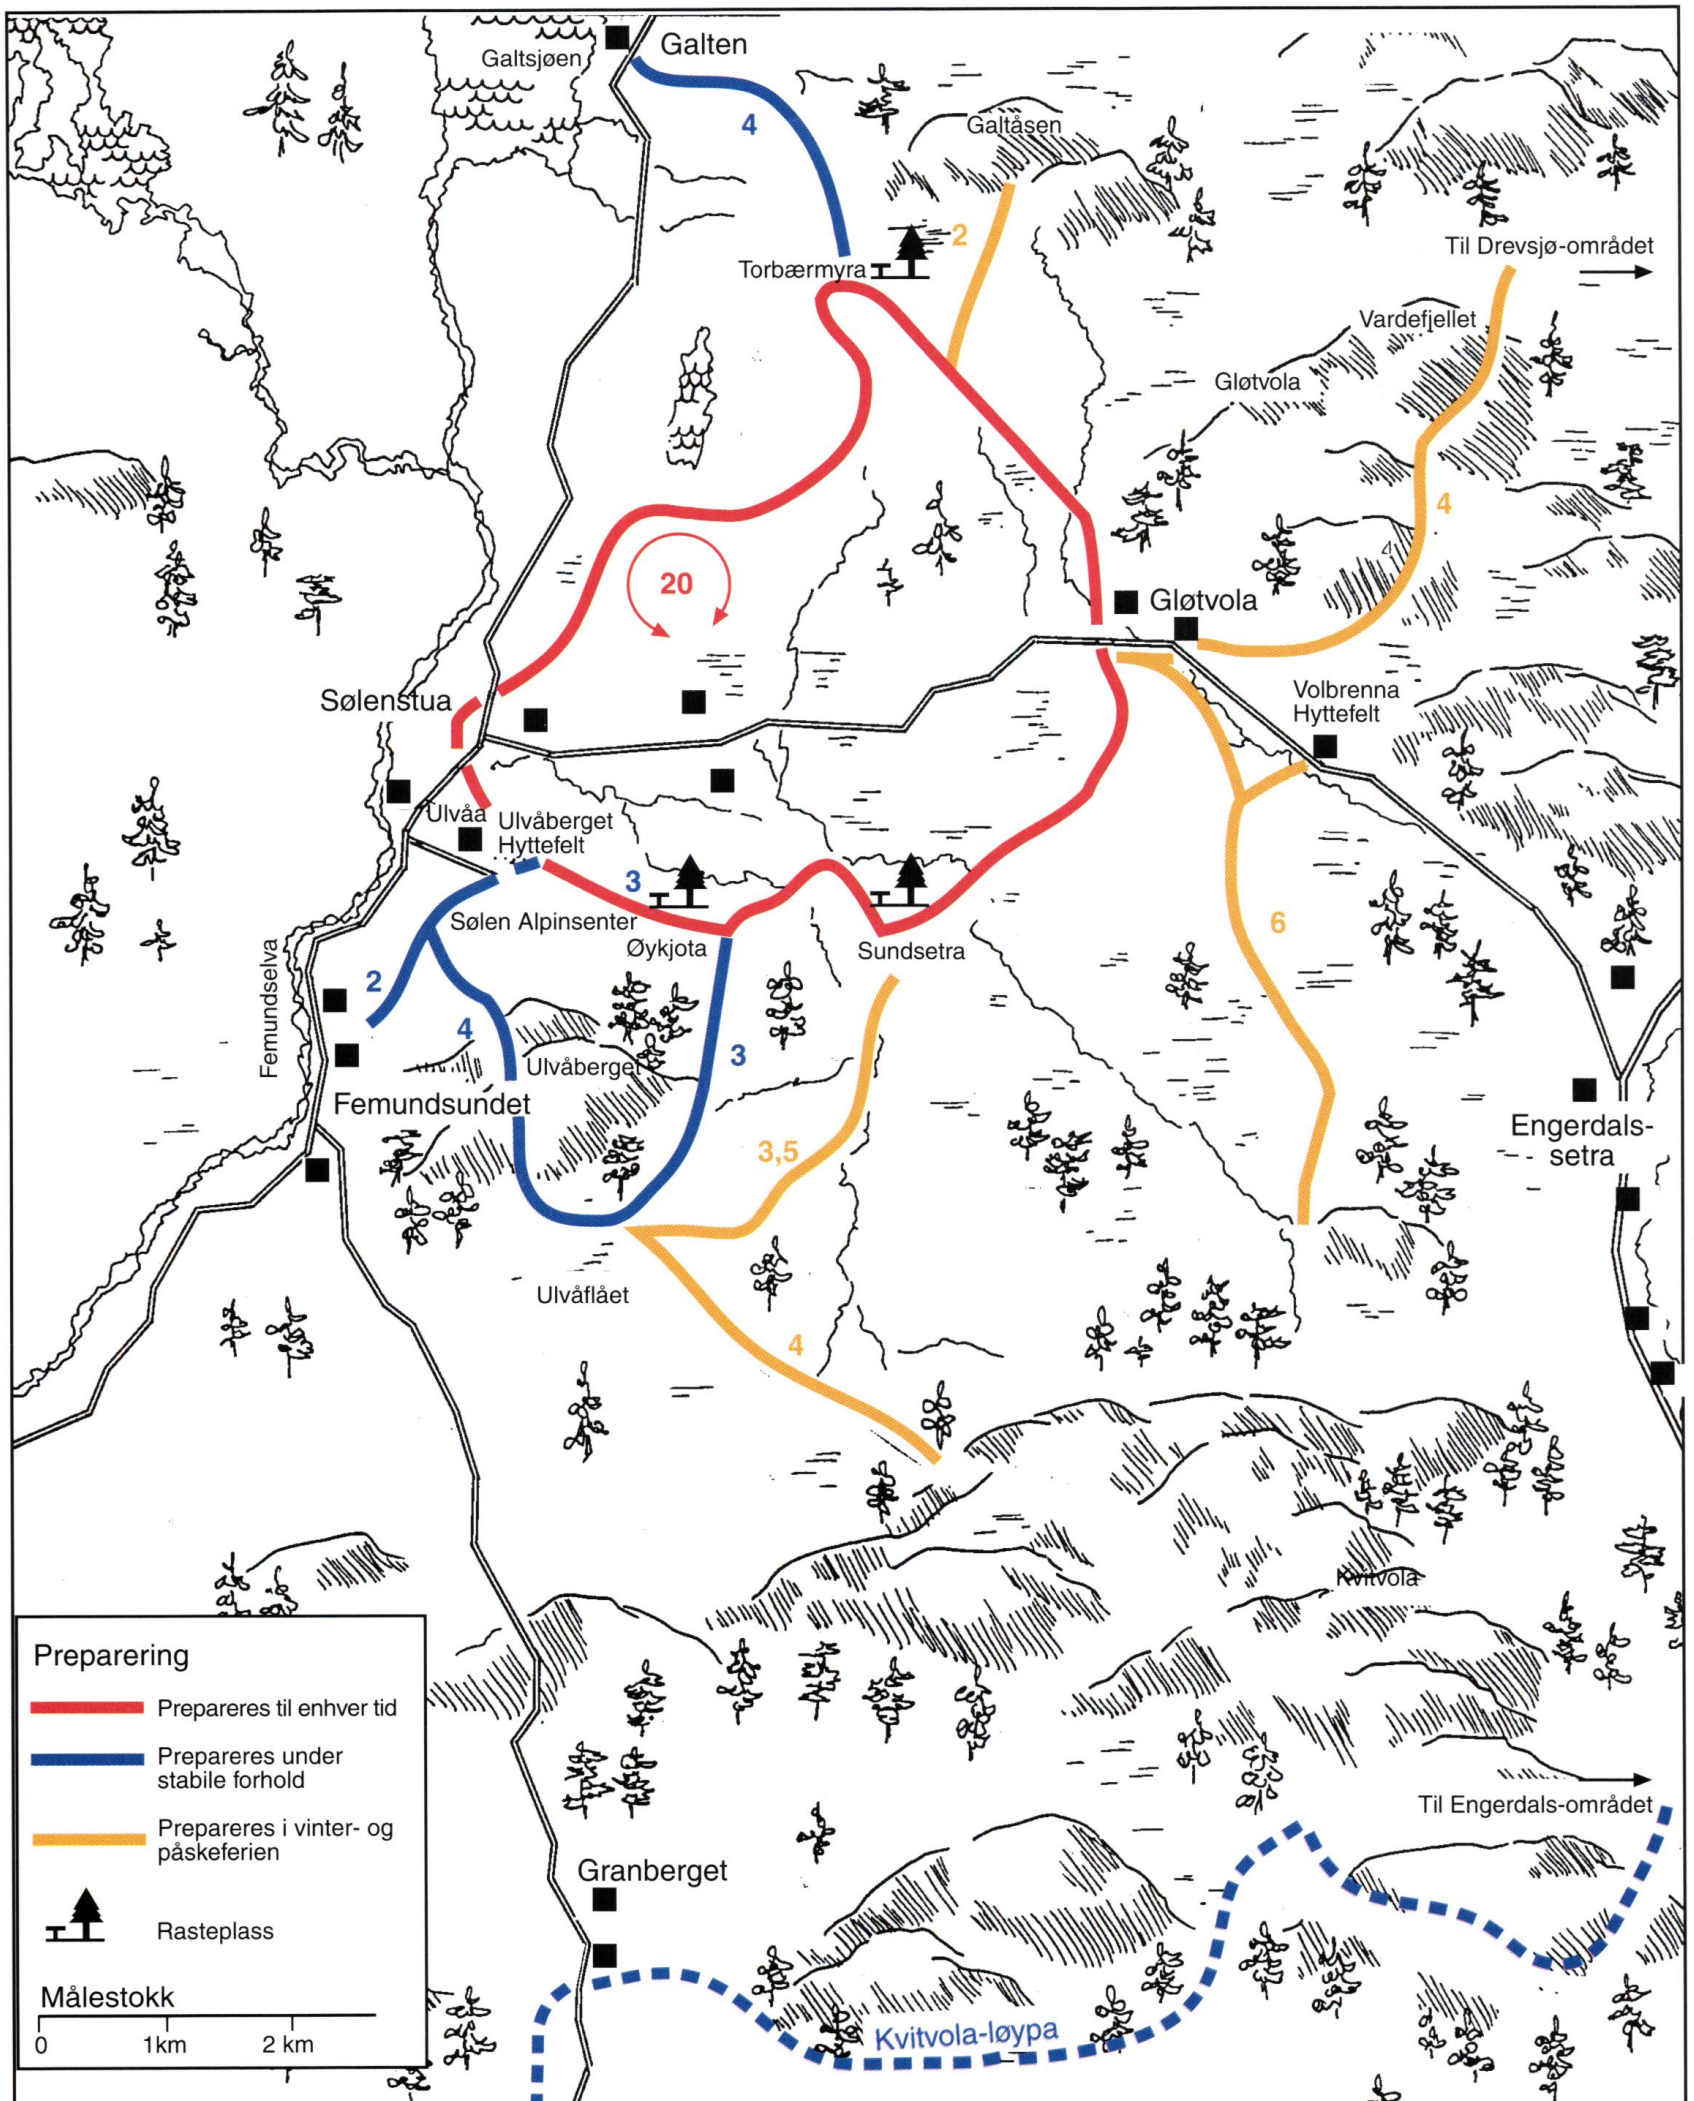 Galtsjøen
Galten
4
Galtåsen
2
Torbærmyra
Til Drevsjø-området
Vardefjellet
Gløtvola
4
20
Gløtvola
Sølenstua
Volbrenna
Hyttefelt
Ulvåa
Ulvåberget
Hyttefelt
3
Sølen Alpinsenter
Øykjota
Sundsetra
6
2
4
Femundselva
3
Ulvåberget
Femundsundet
3,5
Engerdals-
setra
Ulvåflået
4
Kvitvola
Preparering
Prepareres til enhver tid
Prepareres under
stabile forhold
Prepareres i vinter- og
påskeferien
Rasteplass
Målestokk
0 1km 2 km
Til Engerdals-området
Granberget
Kvitvola-løypa